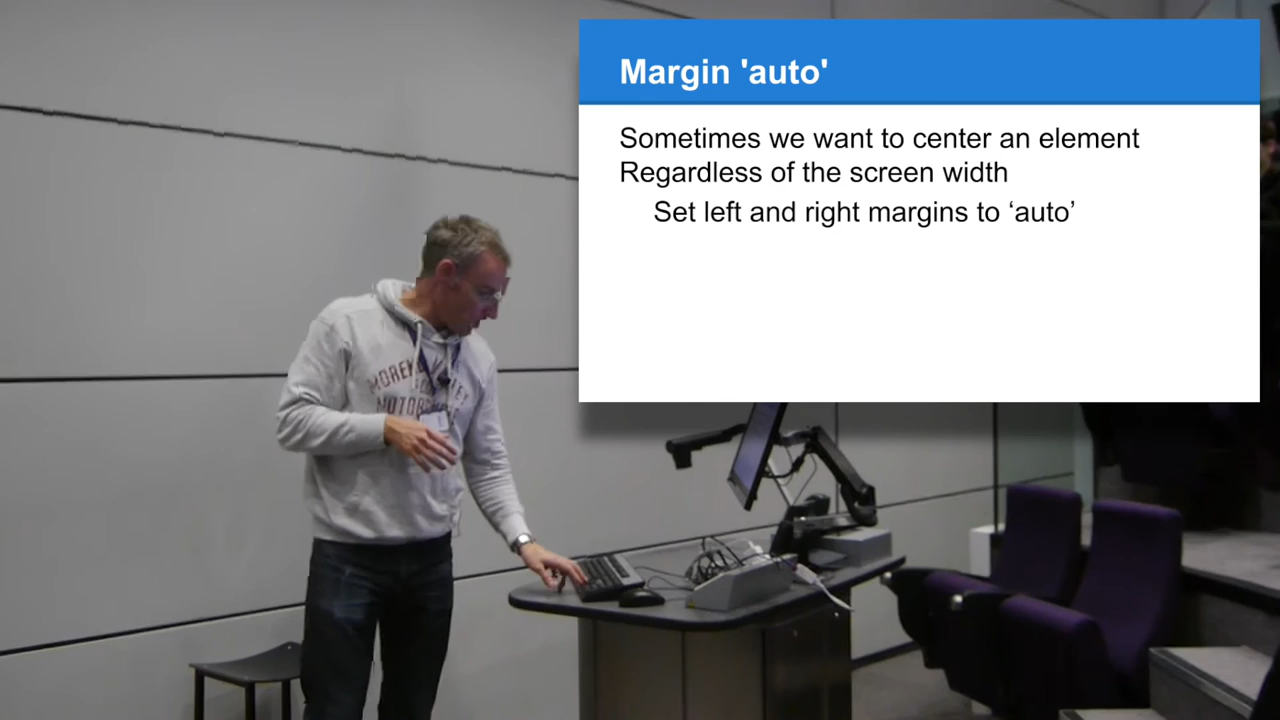 Margin 'auto'
Sometimes we want to center an element
Regardless of the screen width
Set left and right margins to ‘auto’
MORENO